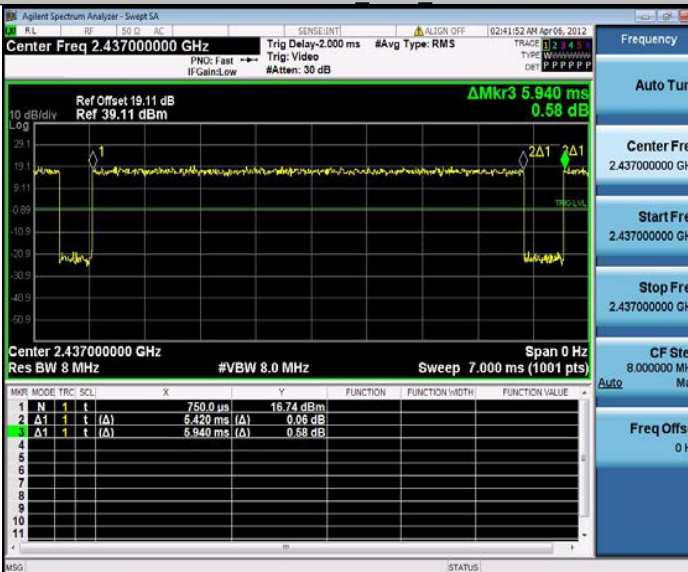 Agilent Spectrum Analyzer - Swept SA
RL RF 50 Ω AC SENSE:INT ALIGN OFF 02:41:52 AM Apr 06, 2012
Center Freq 2.437000000 GHz
PNO: Fast
IFGain:Low
Trig Delay-2.000 ms
Trig: Video
#Atten: 30 dB
#Avg Type: RMS
TRACE 1 2 3 4 5 6
TYPE
DET P P P P P P
ΔMkr3 5.940 ms
0.58 dB
Ref Offset 19.11 dB
10 dB/div Ref 39.11 dBm
Log
29.1
19.1
9.11
-0.89
-10.9
-20.9
-30.9
-40.9
-50.9
1
2Δ1
3Δ1
TRIG LVL
Center 2.437000000 GHz Span 0 Hz
Res BW 8 MHz #VBW 8.0 MHz Sweep 7.000 ms (1001 pts)
MKR MODE TRC SCL X Y FUNCTION FUNCTION WIDTH FUNCTION VALUE
1 N 1 t 750.0 µs 16.74 dBm
2 Δ1 1 t (Δ) 5.420 ms (Δ) 0.06 dB
3 Δ1 1 t (Δ) 5.940 ms (Δ) 0.58 dB
4
5
6
7
8
9
10
11
MSG STATUS
Frequency
Auto Tun
Center Fre
2.437000000 GH
Start Fre
2.437000000 GH
Stop Fre
2.437000000 GH
CF Ste
8.000000 MH
Auto Ma
Freq Offs
0 H